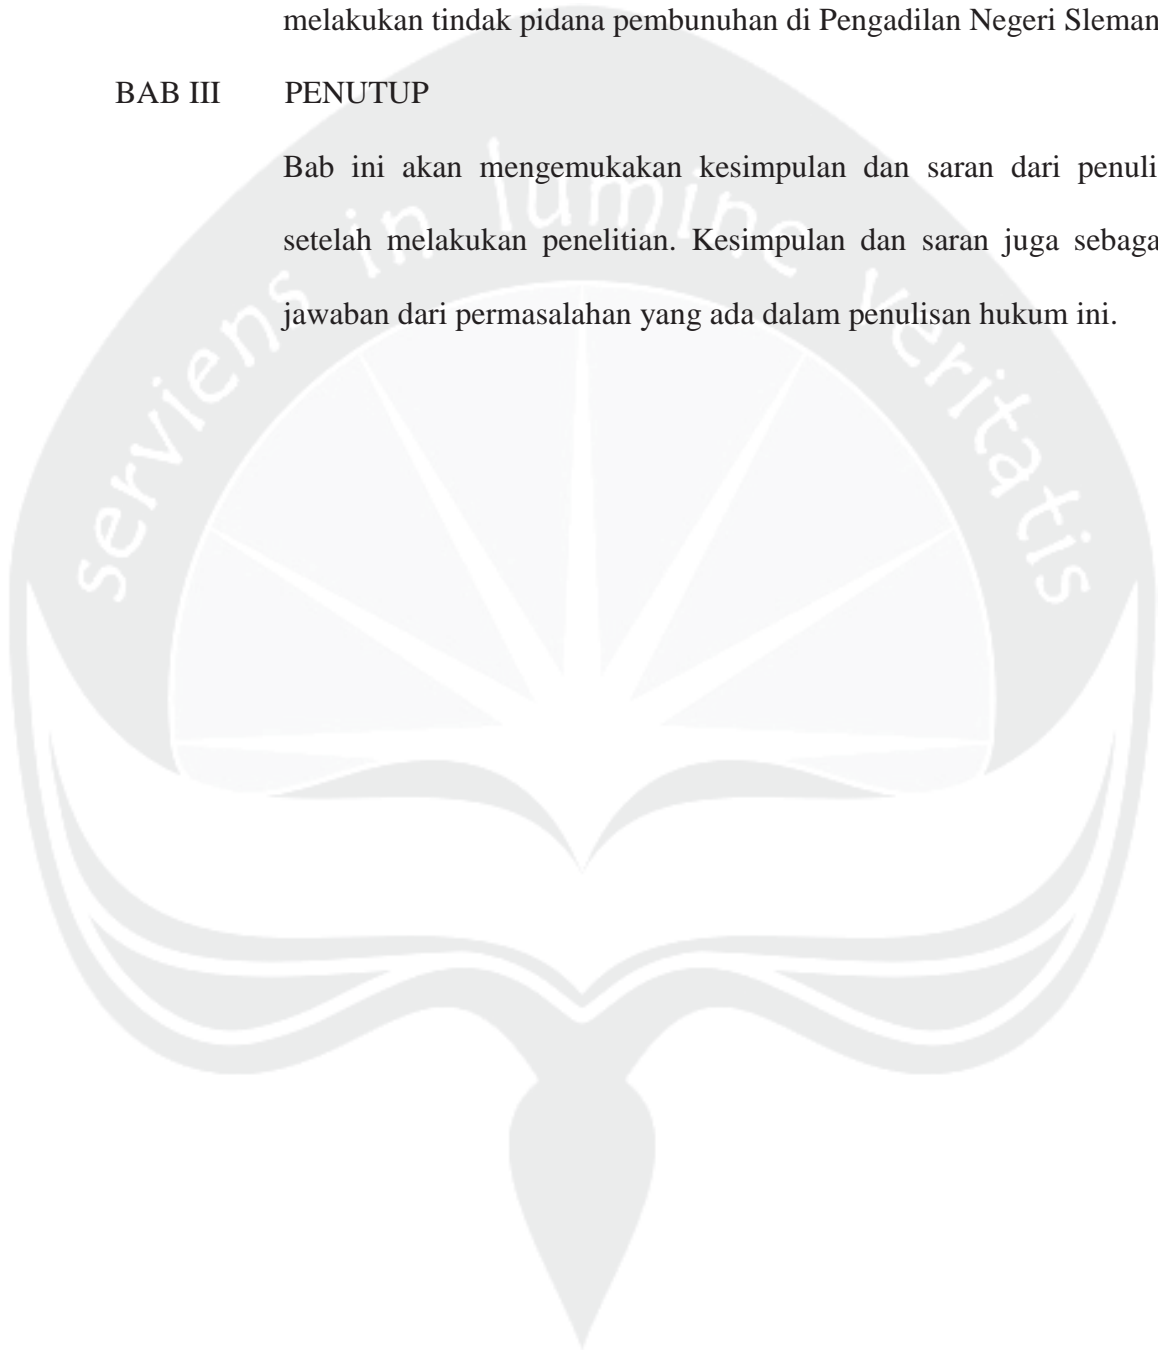 melakukan tindak pidana pembunuhan di Pengadilan Negeri Sleman
BAB III PENUTUP
Bab ini akan mengemukakan kesimpulan dan saran dari penuli
setelah melakukan penelitian. Kesimpulan dan saran juga sebaga
jawaban dari permasalahan yang ada dalam penulisan hukum ini.
serviens in lumine veritatis